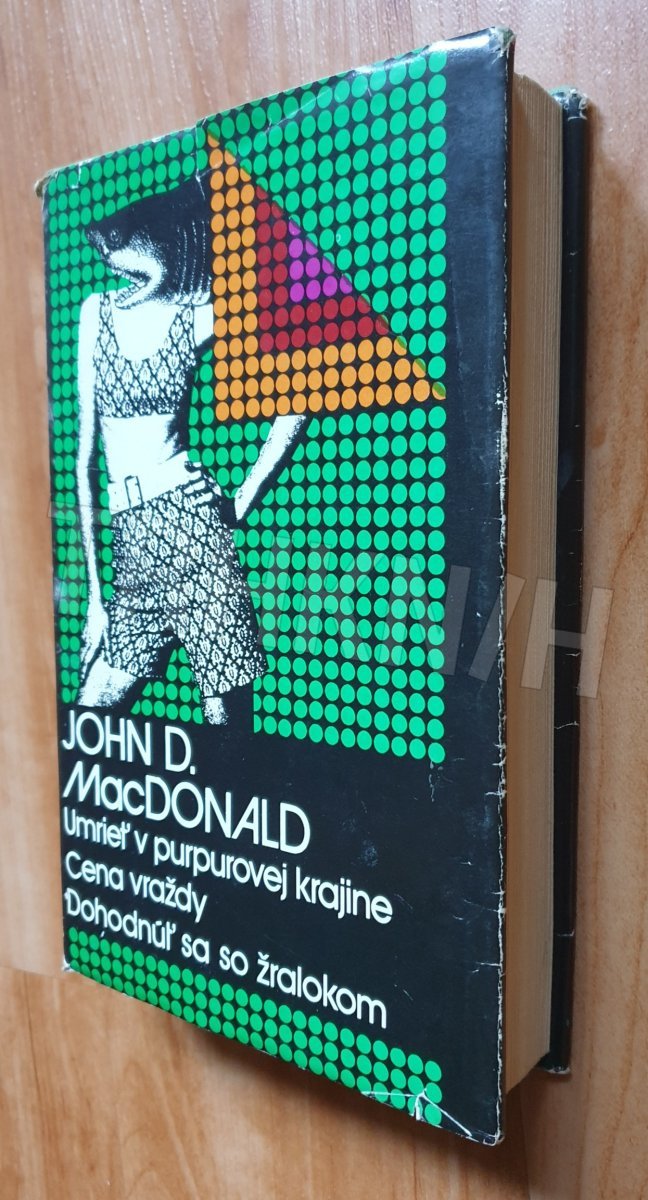 JOHN D.
MacDONALD
Umrieť v purpurovej krajine
Cena vraždy
Dohodnúť sa so žralokom